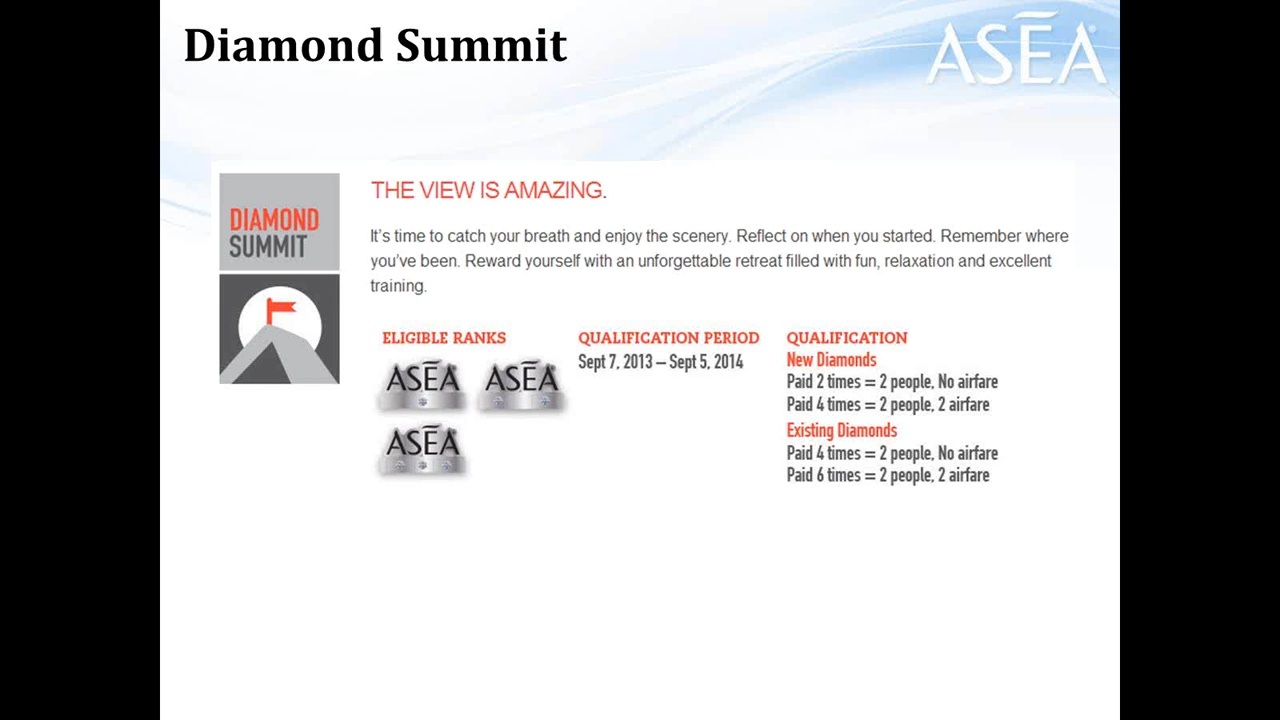 Diamond Summit
ASEA
DIAMOND
SUMMIT
THE VIEW IS AMAZING.
It's time to catch your breath and enjoy the scenery. Reflect on when you started. Remember where
you've been. Reward yourself with an unforgettable retreat filled with fun, relaxation and excellent
training.
ELIGIBLE RANKS
ASEA
ASEA
ASEA
QUALIFICATION PERIOD
Sept 7, 2013 – Sept 5, 2014
QUALIFICATION
New Diamonds
Paid 2 times = 2 people, No airfare
Paid 4 times = 2 people, 2 airfare
Existing Diamonds
Paid 4 times = 2 people, No airfare
Paid 6 times = 2 people, 2 airfare